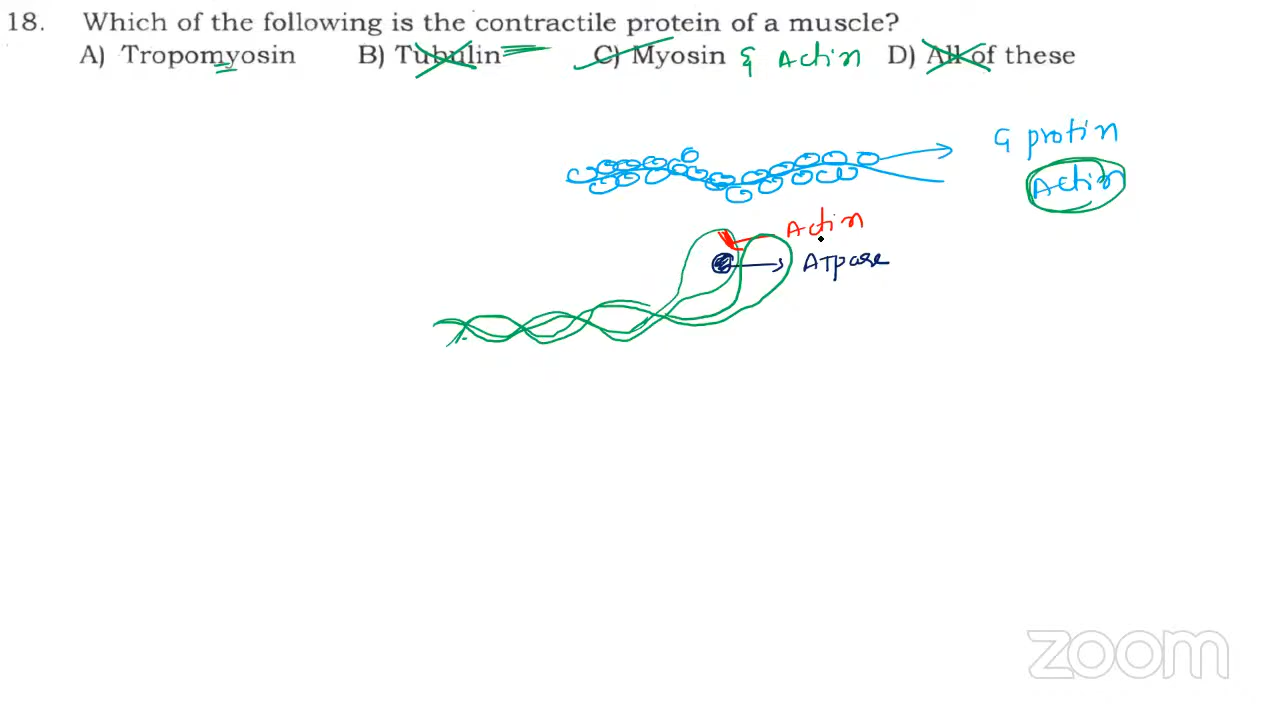 18. Which of the following is the contractile protein of a muscle?
A) Tropomyosin B) Tubulin C) Myosin & Actin D) All of these
G protin
Actin
Actin
ATpase
zoom